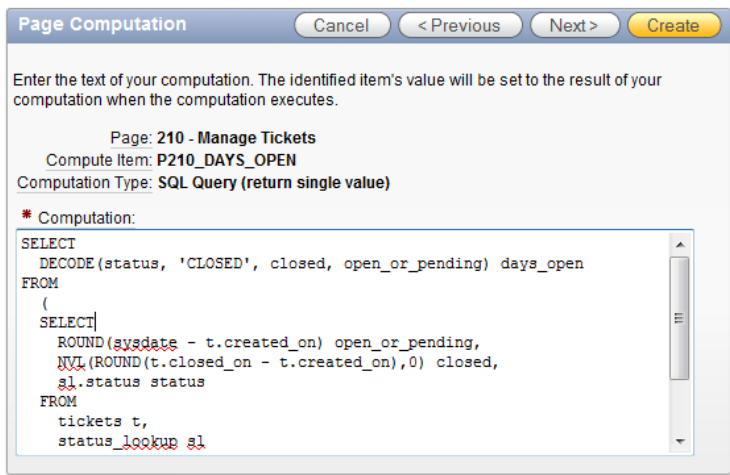 Page Computation
Cancel
< Previous
Next >
Create
Enter the text of your computation. The identified item's value will be set to the result of your
computation when the computation executes.
Page: 210 - Manage Tickets
Compute Item: P210_DAYS_OPEN
Computation Type: SQL Query (return single value)
* Computation:
SELECT
  DECODE(status, 'CLOSED', closed, open_or_pending) days_open
FROM
  (
  SELECT
    ROUND(sysdate - t.created_on) open_or_pending,
    NVL(ROUND(t.closed_on - t.created_on),0) closed,
    sl.status status
  FROM
    tickets t,
    status_lookup sl